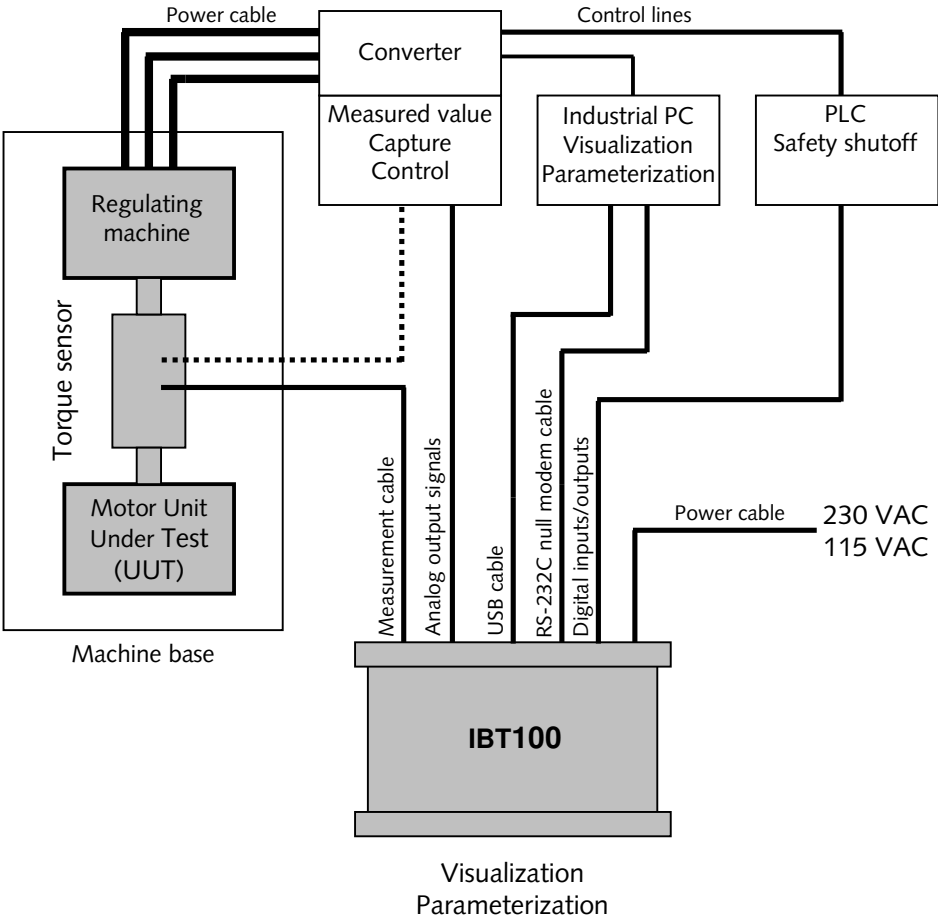 Power cable
Control lines
Converter
Measured value
Capture
Control
Industrial PC
Visualization
Parameterization
PLC
Safety shutoff
Regulating
machine
Torque sensor
Motor Unit
Under Test
(UUT)
Machine base
Measurement cable
Analog output signals
USB cable
RS-232C null modem cable
Digital inputs/outputs
Power cable
230 VAC
115 VAC
IBT100
Visualization
Parameterization